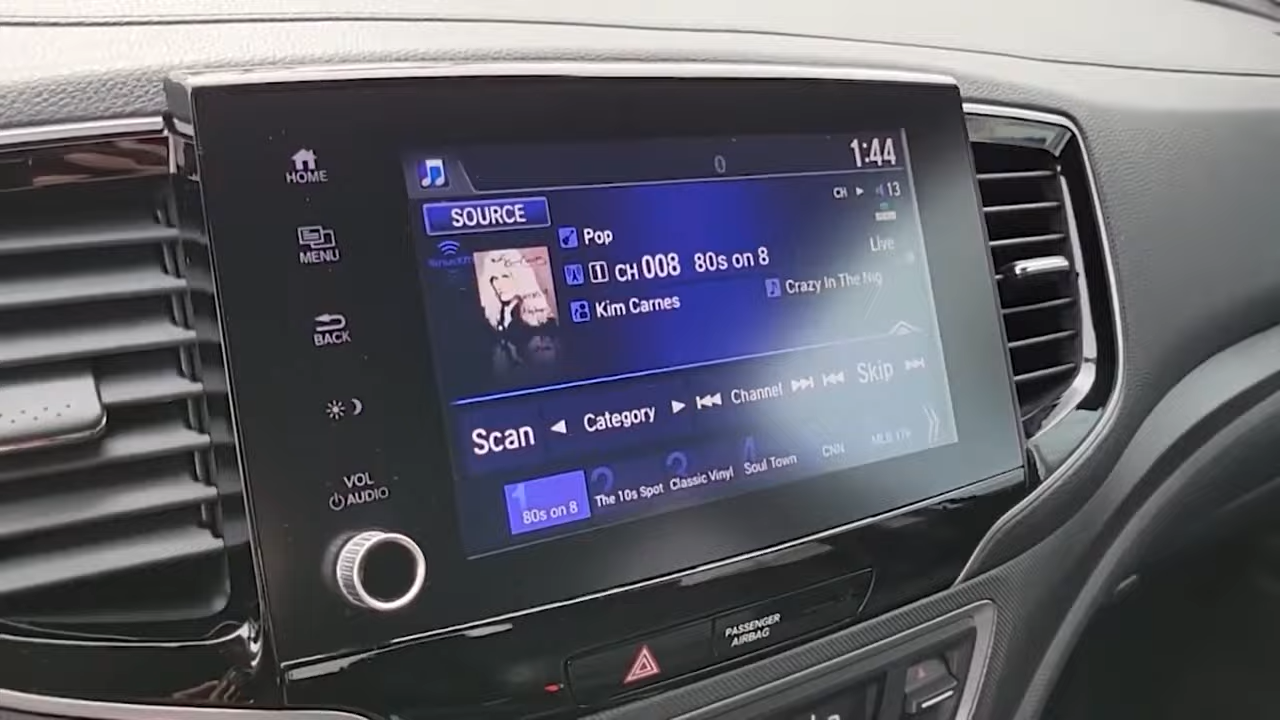 HOME
MENU
BACK
VOL
AUDIO
0
1:44
SOURCE
CH 13
Pop
Live
1 CH 008 80s on 8
Kim Carnes
Crazy In The Nig
Scan Category Channel Skip
1 2 3 4
80s on 8 The 10s Spot Classic Vinyl Soul Town CNN
PASSENGER
AIRBAG